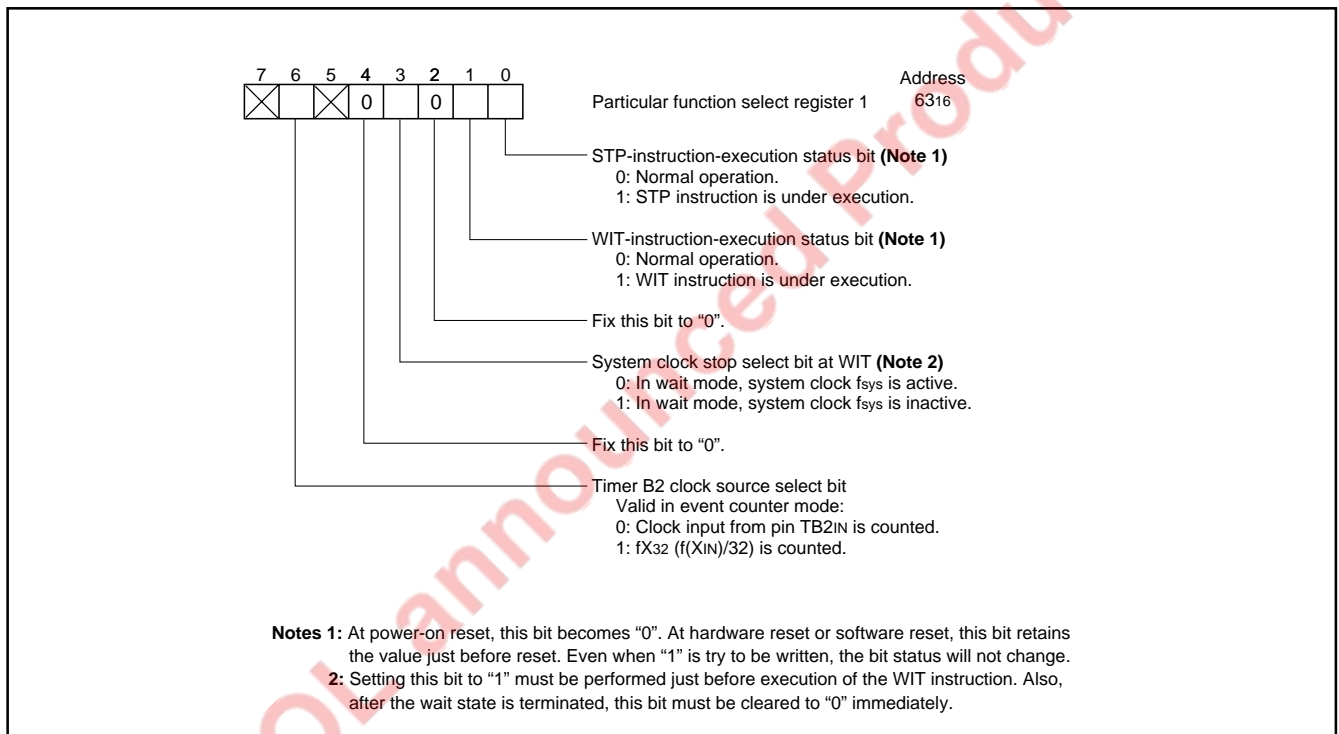 7 6 5 4 3 2 1 0
Address
0 0
Particular function select register 1 6316
STP-instruction-execution status bit (Note 1)
0: Normal operation.
1: STP instruction is under execution.
WIT-instruction-execution status bit (Note 1)
0: Normal operation.
1: WIT instruction is under execution.
Fix this bit to “0”.
System clock stop select bit at WIT (Note 2)
0: In wait mode, system clock fsys is active.
1: In wait mode, system clock fsys is inactive.
Fix this bit to “0”.
Timer B2 clock source select bit
Valid in event counter mode:
0: Clock input from pin TB2IN is counted.
1: fX32 (f(XIN)/32) is counted.
Notes 1: At power-on reset, this bit becomes “0”. At hardware reset or software reset, this bit retains
the value just before reset. Even when “1” is try to be written, the bit status will not change.
2: Setting this bit to “1” must be performed just before execution of the WIT instruction. Also,
after the wait state is terminated, this bit must be cleared to “0” immediately.
OL announced Produ